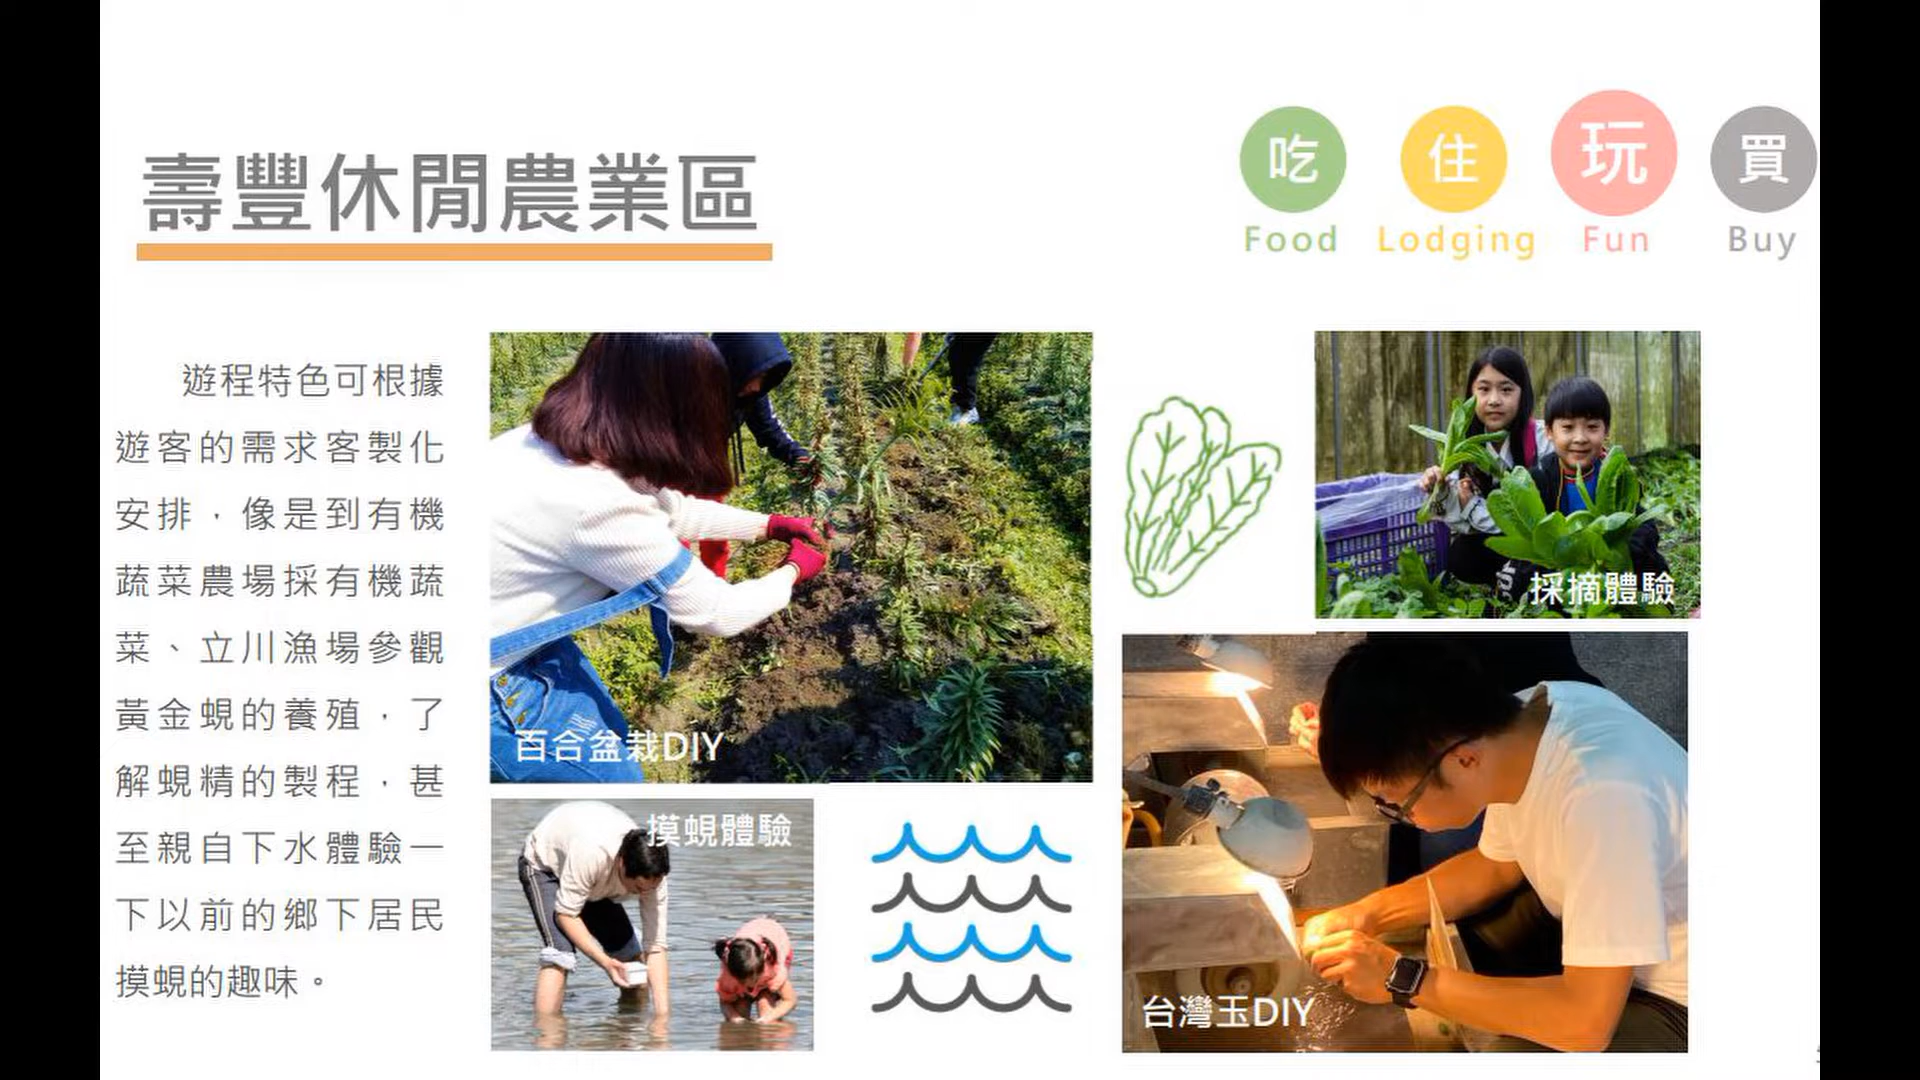 壽豐休閒農業區
吃 住 玩 買
Food Lodging Fun Buy
遊程特色可根據
遊客的需求客製化
安排，像是到有機
蔬菜農場採有機蔬
菜、立川漁場參觀
黃金蜆的養殖，了
解蜆精的製程，甚
至親自下水體驗一
下以前的鄉下居民
摸蜆的趣味。
百合盆栽DIY
採摘體驗
摸蜆體驗
台灣玉DIY